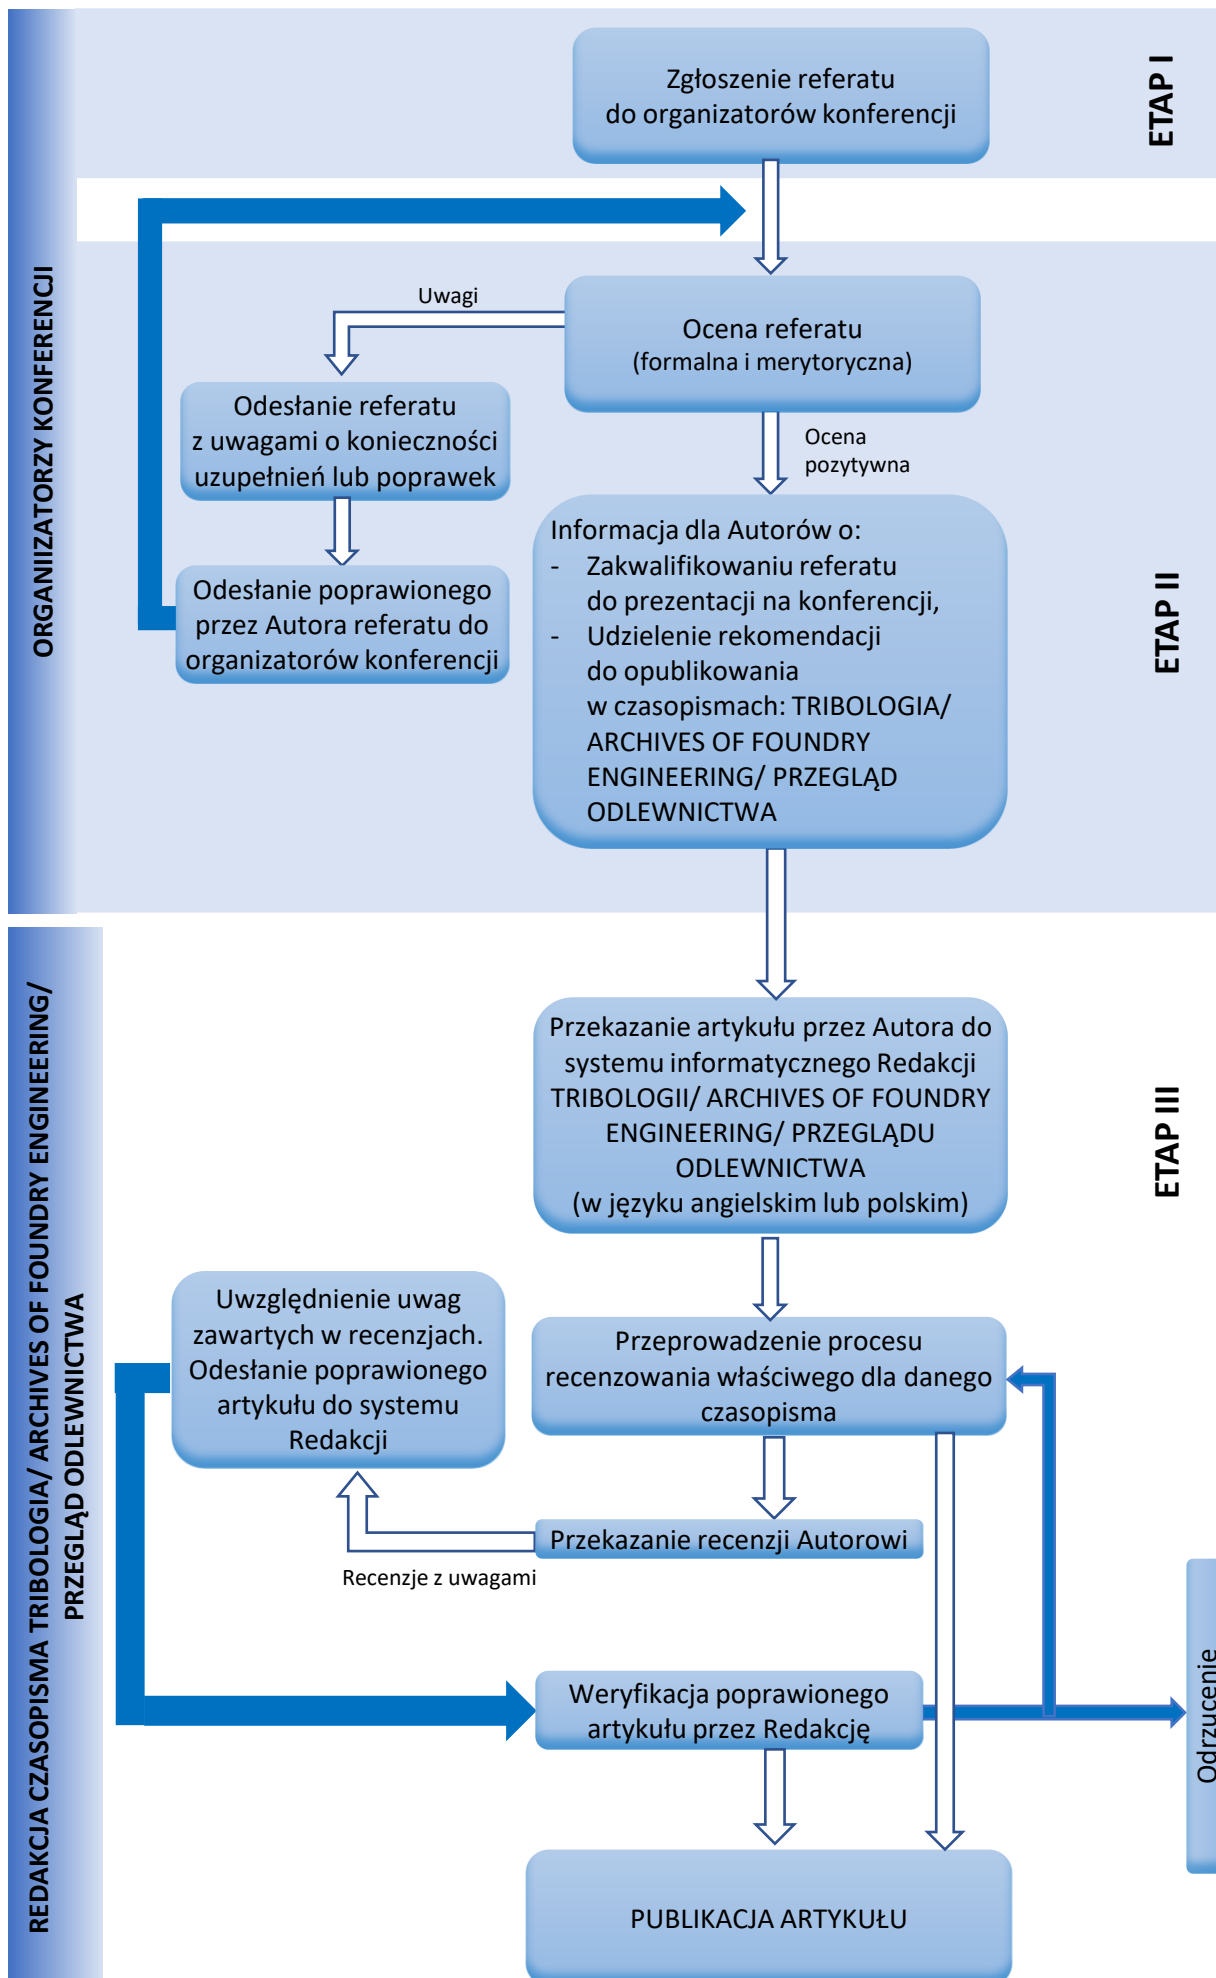 ORGANIIZATORZY KONFERENCJI
ETAP I
Zgłoszenie referatu
do organizatorów konferencji
ETAP II
Uwagi
Ocena referatu
(formalna i merytoryczna)
Odesłanie referatu
z uwagami o konieczności
uzupełnień lub poprawek
Ocena
pozytywna
Odesłanie poprawionego
przez Autora referatu do
organizatorów konferencji
Informacja dla Autorów o:
- Zakwalifikowaniu referatu
do prezentacji na konferencji,
- Udzielenie rekomendacji
do opublikowania
w czasopismach: TRIBOLOGIA/
ARCHIVES OF FOUNDRY
ENGINEERING/ PRZEGLĄD
ODLEWNICTWA
REDAKCJA CZASOPISMA TRIBOLOGIA/ ARCHIVES OF FOUNDRY ENGINEERING/
PRZEGLĄD ODLEWNICTWA
ETAP III
Przekazanie artykułu przez Autora do
systemu informatycznego Redakcji
TRIBOLOGII/ ARCHIVES OF FOUNDRY
ENGINEERING/ PRZEGLĄDU
ODLEWNICTWA
(w języku angielskim lub polskim)
Uwzględnienie uwag
zawartych w recenzjach.
Odesłanie poprawionego
artykułu do systemu
Redakcji
Przeprowadzenie procesu
recenzowania właściwego dla danego
czasopisma
Przekazanie recenzji Autorowi
Recenzje z uwagami
Weryfikacja poprawionego
artykułu przez Redakcję
Odrzucenie
PUBLIKACJA ARTYKUŁU